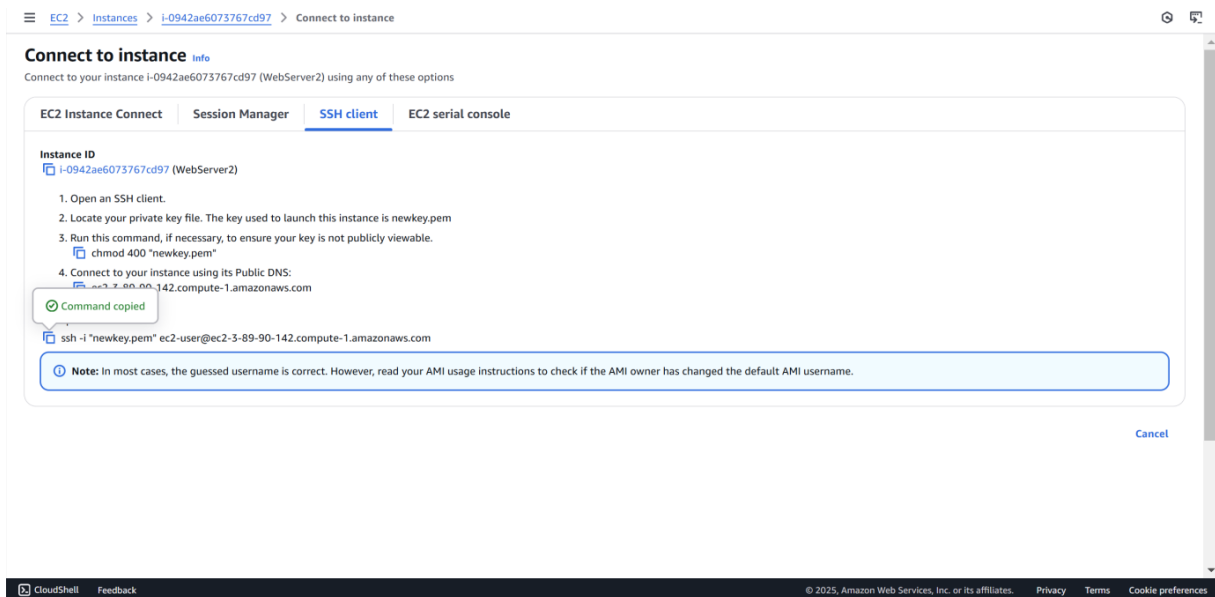 EC2 > Instances > i-0942ae6073767cd97 > Connect to instance
Connect to instance Info
Connect to your instance i-0942ae6073767cd97 (WebServer2) using any of these options
EC2 Instance Connect Session Manager SSH client EC2 serial console
Instance ID
i-0942ae6073767cd97 (WebServer2)
1. Open an SSH client.
2. Locate your private key file. The key used to launch this instance is newkey.pem
3. Run this command, if necessary, to ensure your key is not publicly viewable.
chmod 400 "newkey.pem"
4. Connect to your instance using its Public DNS:
ec2-3-89-90-142.compute-1.amazonaws.com
Command copied
ssh -i "newkey.pem" ec2-user@ec2-3-89-90-142.compute-1.amazonaws.com
Note: In most cases, the guessed username is correct. However, read your AMI usage instructions to check if the AMI owner has changed the default AMI username.
Cancel
CloudShell Feedback © 2025, Amazon Web Services, Inc. or its affiliates. Privacy Terms Cookie preferences